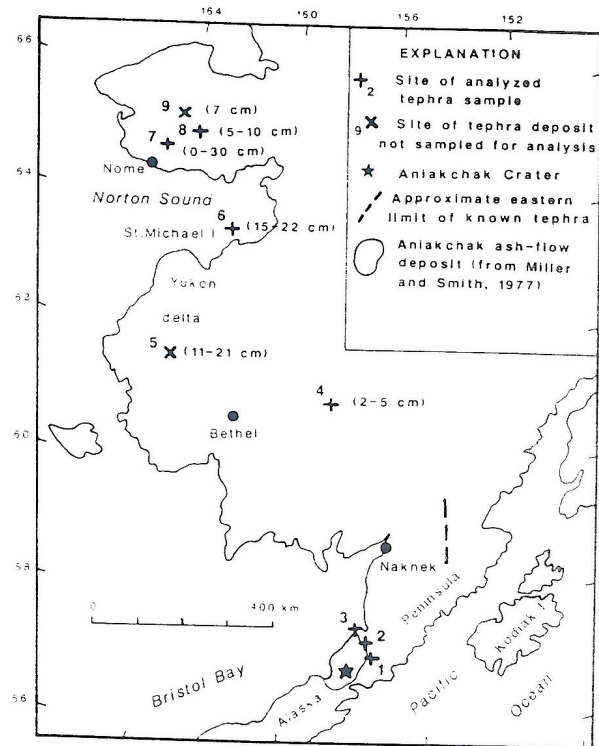 164 160 156 152
66
64
62
60
58
56
EXPLANATION
2 Site of analyzed
tephra sample
9 Site of tephra deposit
not sampled for analysis
Aniakchak Crater
Approximate eastern
limit of known tephra
Aniakchak ash-flow
deposit (from Miller
and Smith, 1977)
9 (7 cm)
8 (5-10 cm)
7 (0-30 cm)
Nome
Norton Sound
6 (15-22 cm)
St. Michael I
Yukon
delta
5 (11-21 cm)
4 (2-5 cm)
Bethel
Naknek
0 400 km
3
2
1
Bristol Bay
Alaska Peninsula
Kodiak I
Pacific Ocean